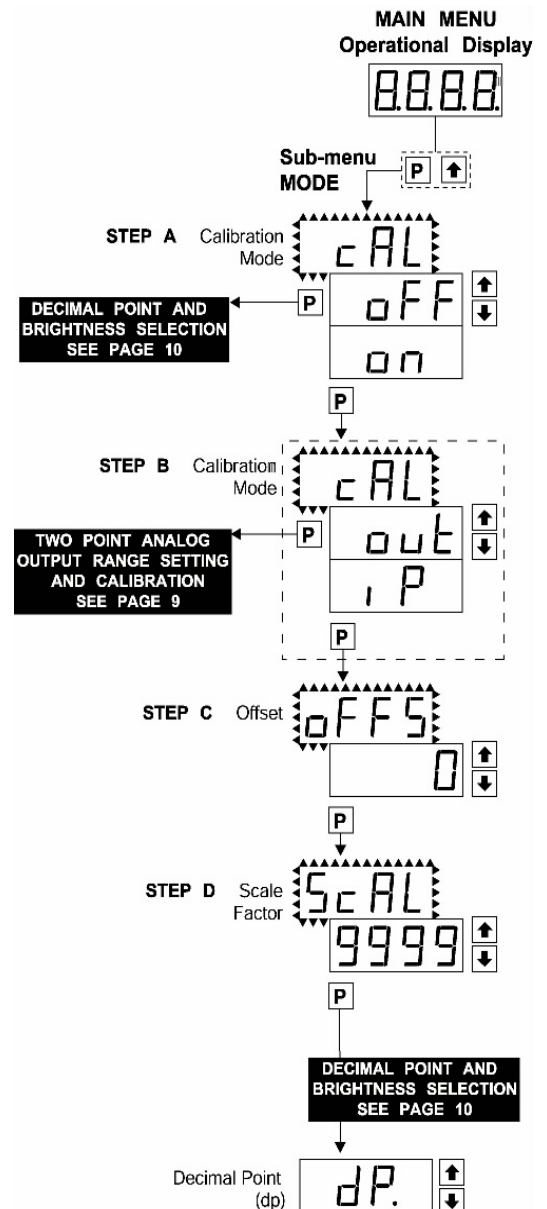 MAIN MENU
Operational Display
8.8.8.8.
Sub-menu
MODE
P
STEP A Calibration
Mode
cAL
P
oFF
on
DECIMAL POINT AND
BRIGHTNESS SELECTION
SEE PAGE 10
P
STEP B Calibration
Mode
cAL
P
out
iP
TWO POINT ANALOG
OUTPUT RANGE SETTING
AND CALIBRATION
SEE PAGE 9
P
STEP C Offset
oFFS
0
P
STEP D Scale
Factor
ScAL
9999
P
DECIMAL POINT AND
BRIGHTNESS SELECTION
SEE PAGE 10
Decimal Point
(dp)
dP.